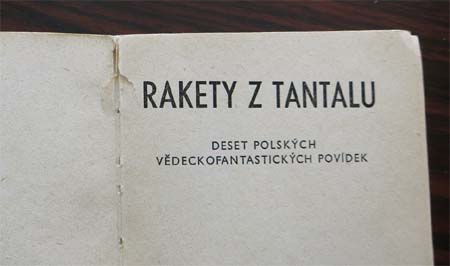 RAKETY Z TANTALU
DESET POLSKÝCH
VĚDECKOFANTASTICKÝCH POVÍDEK